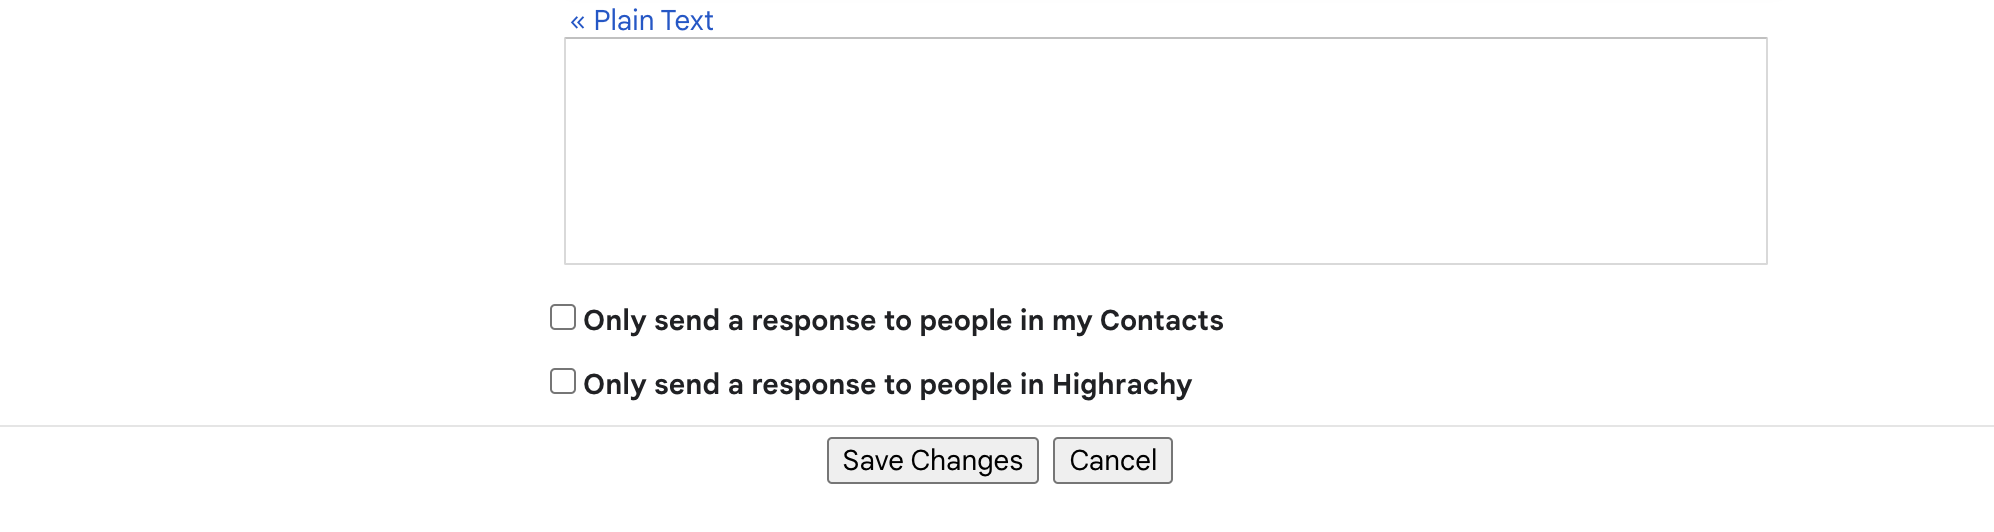 « Plain Text
Only send a response to people in my Contacts
Only send a response to people in Highrachy
Save Changes Cancel